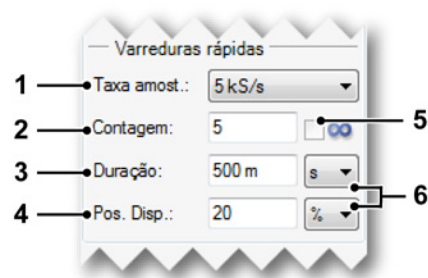 Varreduras rápidas
1 Taxa amost.: 5 kS/s
2 Contagem: 5 ∞ 5
3 Duração: 500 m s
4 Pos. Disp.: 20 % 6